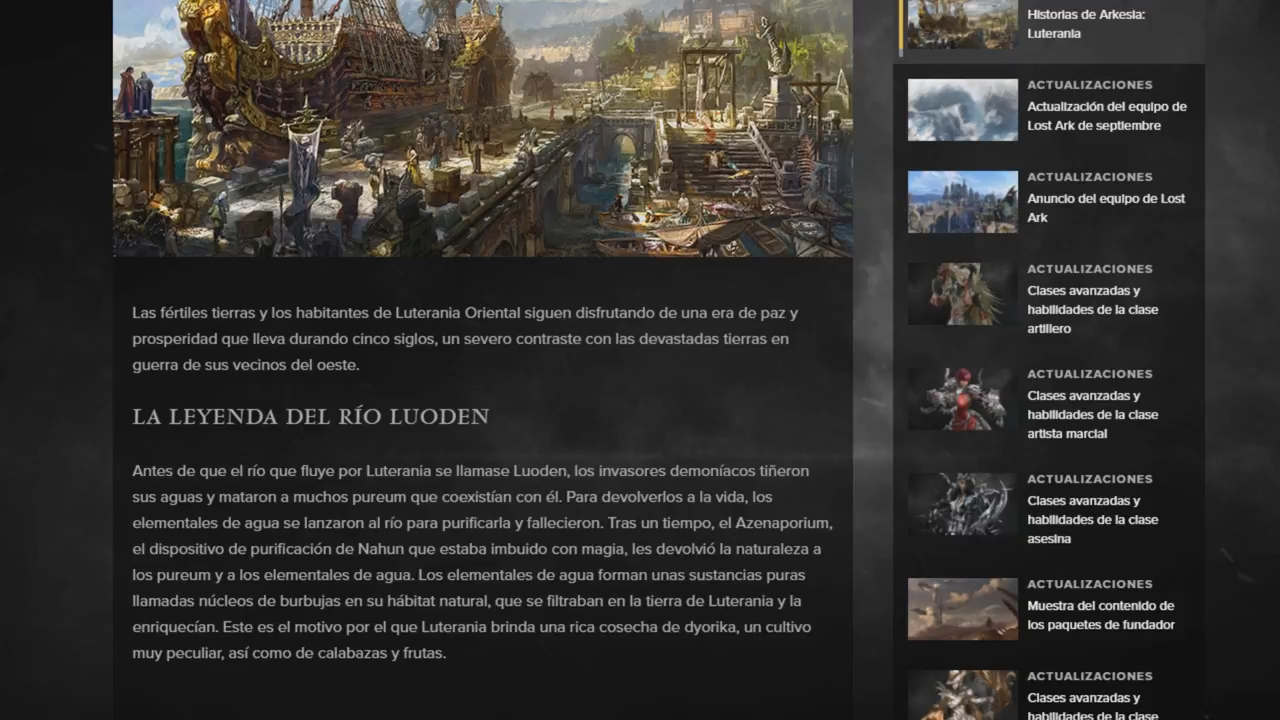 Las fértiles tierras y los habitantes de Luterania Oriental siguen disfrutando de una era de paz y
prosperidad que lleva durando cinco siglos, un severo contraste con las devastadas tierras en
guerra de sus vecinos del oeste.
LA LEYENDA DEL RÍO LUODEN
Antes de que el río que fluye por Luterania se llamase Luoden, los invasores demoníacos tiñeron
sus aguas y mataron a muchos pureum que coexistían con él. Para devolverlos a la vida, los
elementales de agua se lanzaron al río para purificarla y fallecieron. Tras un tiempo, el Azenaporium,
el dispositivo de purificación de Nahun que estaba imbuido con magia, les devolvió la naturaleza a
los pureum y a los elementales de agua. Los elementales de agua forman unas sustancias puras
llamadas núcleos de burbujas en su hábitat natural, que se filtraban en la tierra de Luterania y la
enriquecían. Este es el motivo por el que Luterania brinda una rica cosecha de dyorika, un cultivo
muy peculiar, así como de calabazas y frutas.
Historias de Arkesia:
Luterania
ACTUALIZACIONES
Actualización del equipo de
Lost Ark de septiembre
ACTUALIZACIONES
Anuncio del equipo de Lost
Ark
ACTUALIZACIONES
Clases avanzadas y
habilidades de la clase
artillero
ACTUALIZACIONES
Clases avanzadas y
habilidades de la clase
artista marcial
ACTUALIZACIONES
Clases avanzadas y
habilidades de la clase
asesina
ACTUALIZACIONES
Muestra del contenido de
los paquetes de fundador
ACTUALIZACIONES
Clases avanzadas y
habilidades de la clase